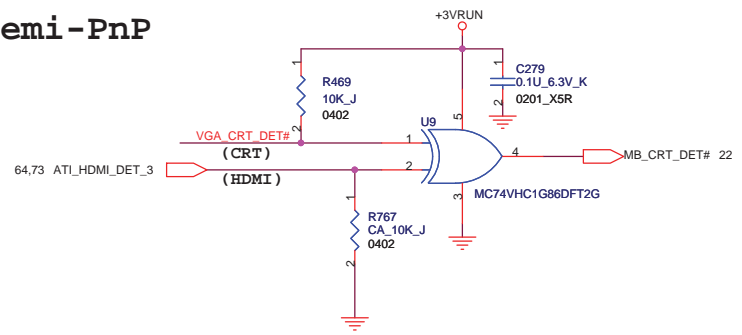 emi-PnP
+3VRUN
1
R469
10K_J
0402
2
1
C279
0.1U_6.3V_K
0201_X5R
2
5
U9
VGA_CRT_DET#
(CRT)
1
4
MB_CRT_DET# 22
64,73 ATI_HDMI_DET_3
(HDMI)
2
3
MC74VHC1G86DFT2G
1
R767
CA_10K_J
0402
2